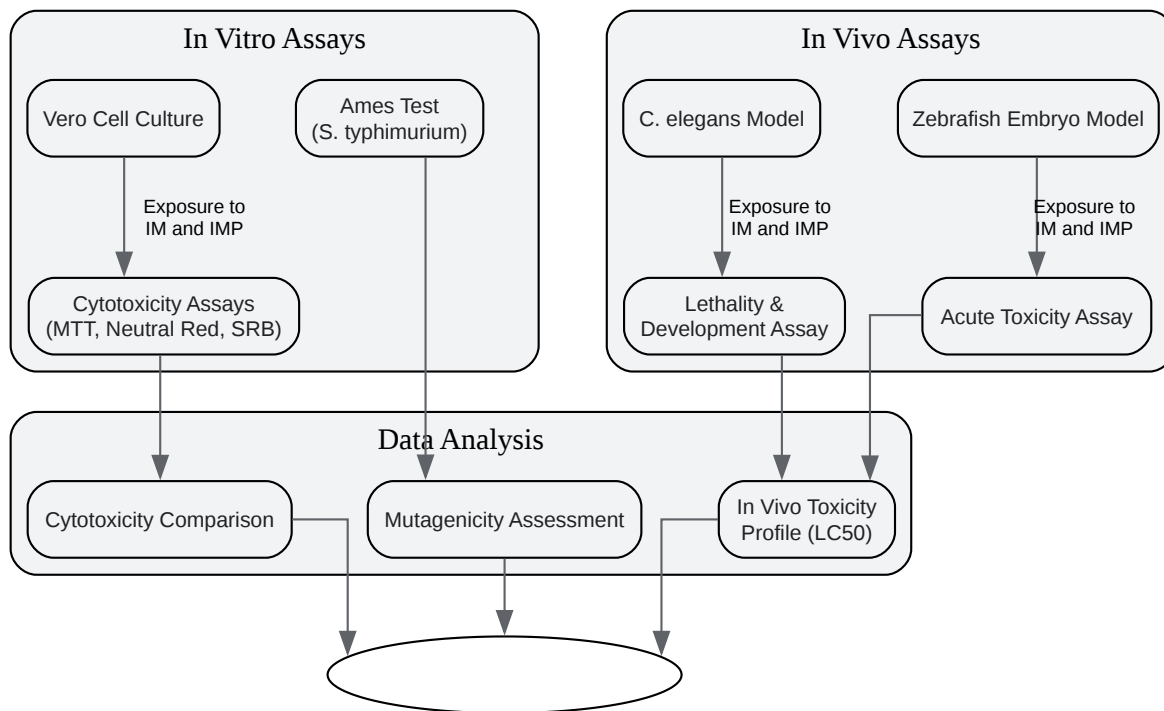 In Vitro Assays
Vero Cell Culture
Ames Test
(S. typhimurium)
Exposure to
IM and IMP
Cytotoxicity Assays
(MTT, Neutral Red, SRB)
In Vivo Assays
C. elegans Model
Zebrafish Embryo Model
Exposure to
IM and IMP
Exposure to
IM and IMP
Lethality &
Development Assay
Acute Toxicity Assay
Data Analysis
Cytotoxicity Comparison
Mutagenicity Assessment
In Vivo Toxicity
Profile (LC50)